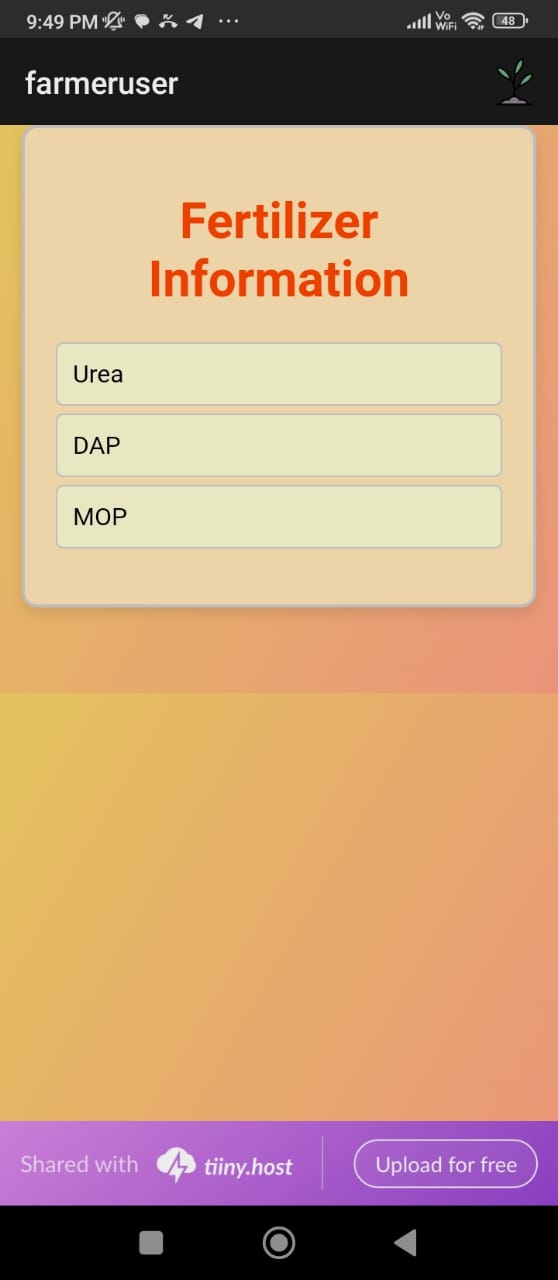 9:49 PM ... Vo WiFi 48
farmeruser
Fertilizer
Information
Urea
DAP
MOP
Shared with tiiny.host Upload for free